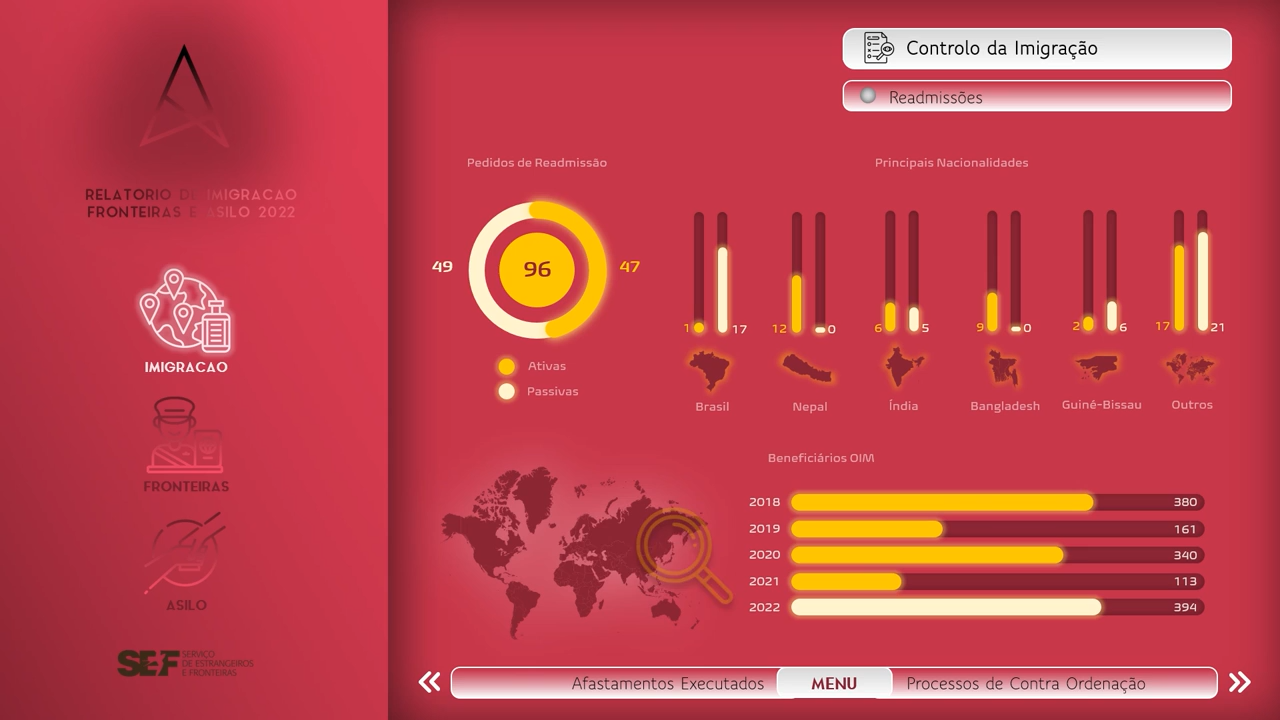 RELATORIO DE IMIGRACAO
FRONTEIRAS E ASILO 2022
IMIGRACAO
FRONTEIRAS
ASILO
SEF SERVIÇO
DE ESTRANGEIROS
E FRONTEIRAS
Controlo da Imigração
Readmissões
Pedidos de Readmissão
49
96
47
Ativas
Passivas
Principais Nacionalidades
1 17 12 0 6 5 9 0 2 6 17 21
Brasil Nepal Índia Bangladesh Guiné-Bissau Outros
Beneficiários OIM
2018 380
2019 161
2020 340
2021 113
2022 394
Afastamentos Executados MENU Processos de Contra Ordenação